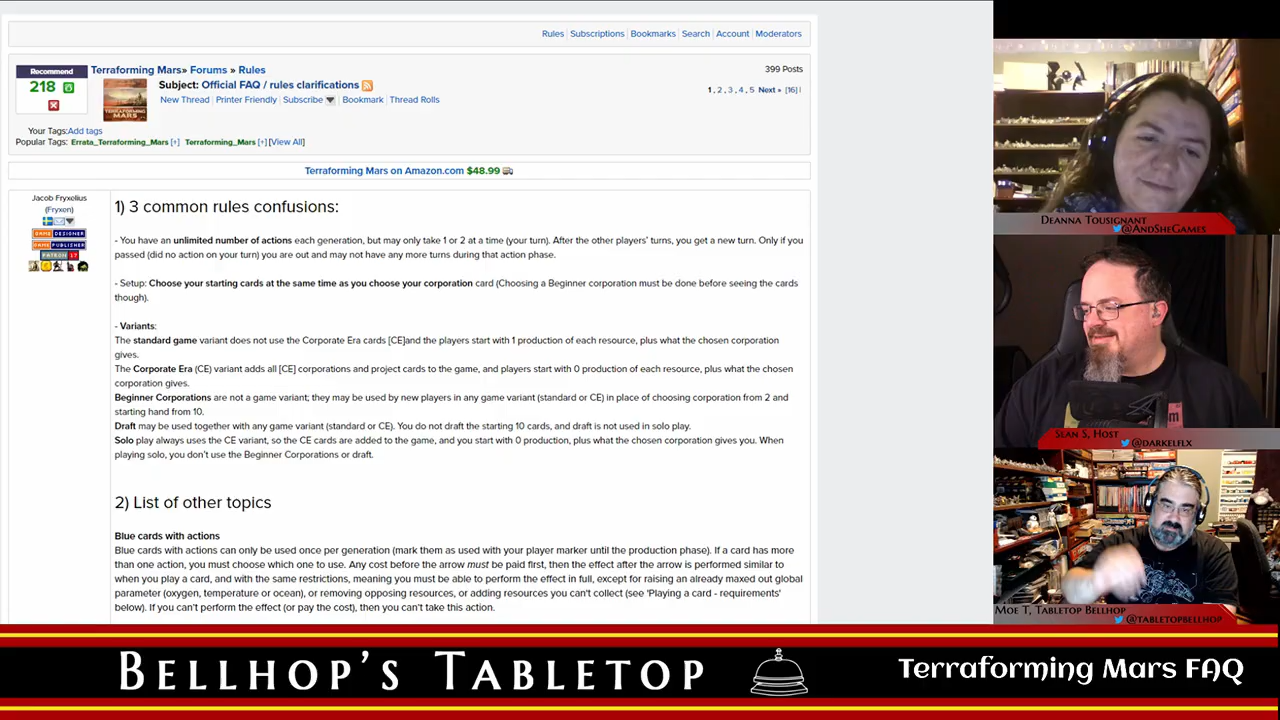 Rules | Subscriptions | Bookmarks | Search | Account | Moderators
Recommend
218
Terraforming Mars» Forums » Rules
399 Posts
Subject: Official FAQ / rules clarifications
1, 2, 3, 4, 5 Next » [16] |
New Thread | Printer Friendly | Subscribe | Bookmark | Thread Rolls
TERRAFORMING MARS
Your Tags:Add tags
Popular Tags: Errata_Terraforming_Mars [+] Terraforming_Mars [+] [View All]
Terraforming Mars on Amazon.com $48.99
Jacob Fryxelius
(Fryxen)
GAME DESIGNER
GAME PUBLISHER
PATRON 17
1) 3 common rules confusions:
- You have an unlimited number of actions each generation, but may only take 1 or 2 at a time (your turn). After the other players' turns, you get a new turn. Only if you
passed (did no action on your turn) you are out and may not have any more turns during that action phase.
- Setup: Choose your starting cards at the same time as you choose your corporation card (Choosing a Beginner corporation must be done before seeing the cards
though).
- Variants:
The standard game variant does not use the Corporate Era cards [CE]and the players start with 1 production of each resource, plus what the chosen corporation
gives.
The Corporate Era (CE) variant adds all [CE] corporations and project cards to the game, and players start with 0 production of each resource, plus what the chosen
corporation gives.
Beginner Corporations are not a game variant; they may be used by new players in any game variant (standard or CE) in place of choosing corporation from 2 and
starting hand from 10.
Draft may be used together with any game variant (standard or CE). You do not draft the starting 10 cards, and draft is not used in solo play.
Solo play always uses the CE variant, so the CE cards are added to the game, and you start with 0 production, plus what the chosen corporation gives you. When
playing solo, you don't use the Beginner Corporations or draft.
2) List of other topics
Blue cards with actions
Blue cards with actions can only be used once per generation (mark them as used with your player marker until the production phase). If a card has more
than one action, you must choose which one to use. Any cost before the arrow must be paid first, then the effect after the arrow is performed similar to
when you play a card, and with the same restrictions, meaning you must be able to perform the effect in full, except for raising an already maxed out global
parameter (oxygen, temperature or ocean), or removing opposing resources, or adding resources you can't collect (see 'Playing a card - requirements'
below). If you can't perform the effect (or pay the cost), then you can't take this action.
Deanna Tousignant
@AndSheGames
Sean S, Host
@darkelflx
Moe T, Tabletop Bellhop
@tabletopbellhop
Bellhop's Tabletop
Terraforming Mars FAQ